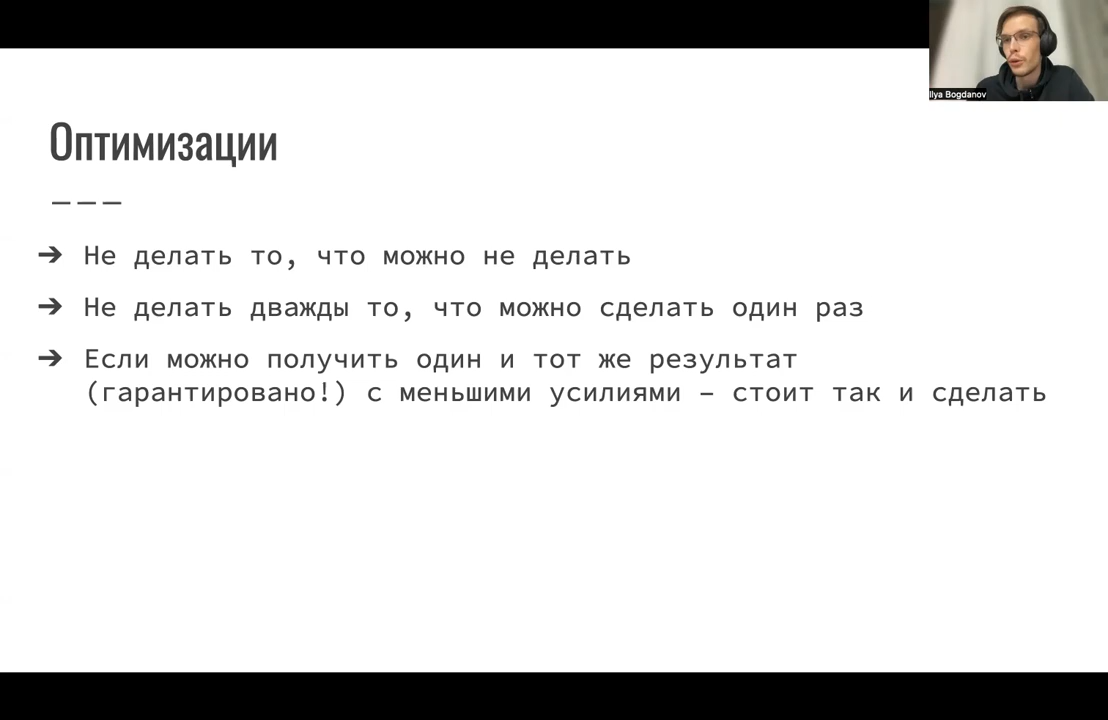 Ilya Bogdanov
Оптимизации
———
➔ Не делать то, что можно не делать
➔ Не делать дважды то, что можно сделать один раз
➔ Если можно получить один и тот же результат
(гарантировано!) с меньшими усилиями – стоит так и сделать